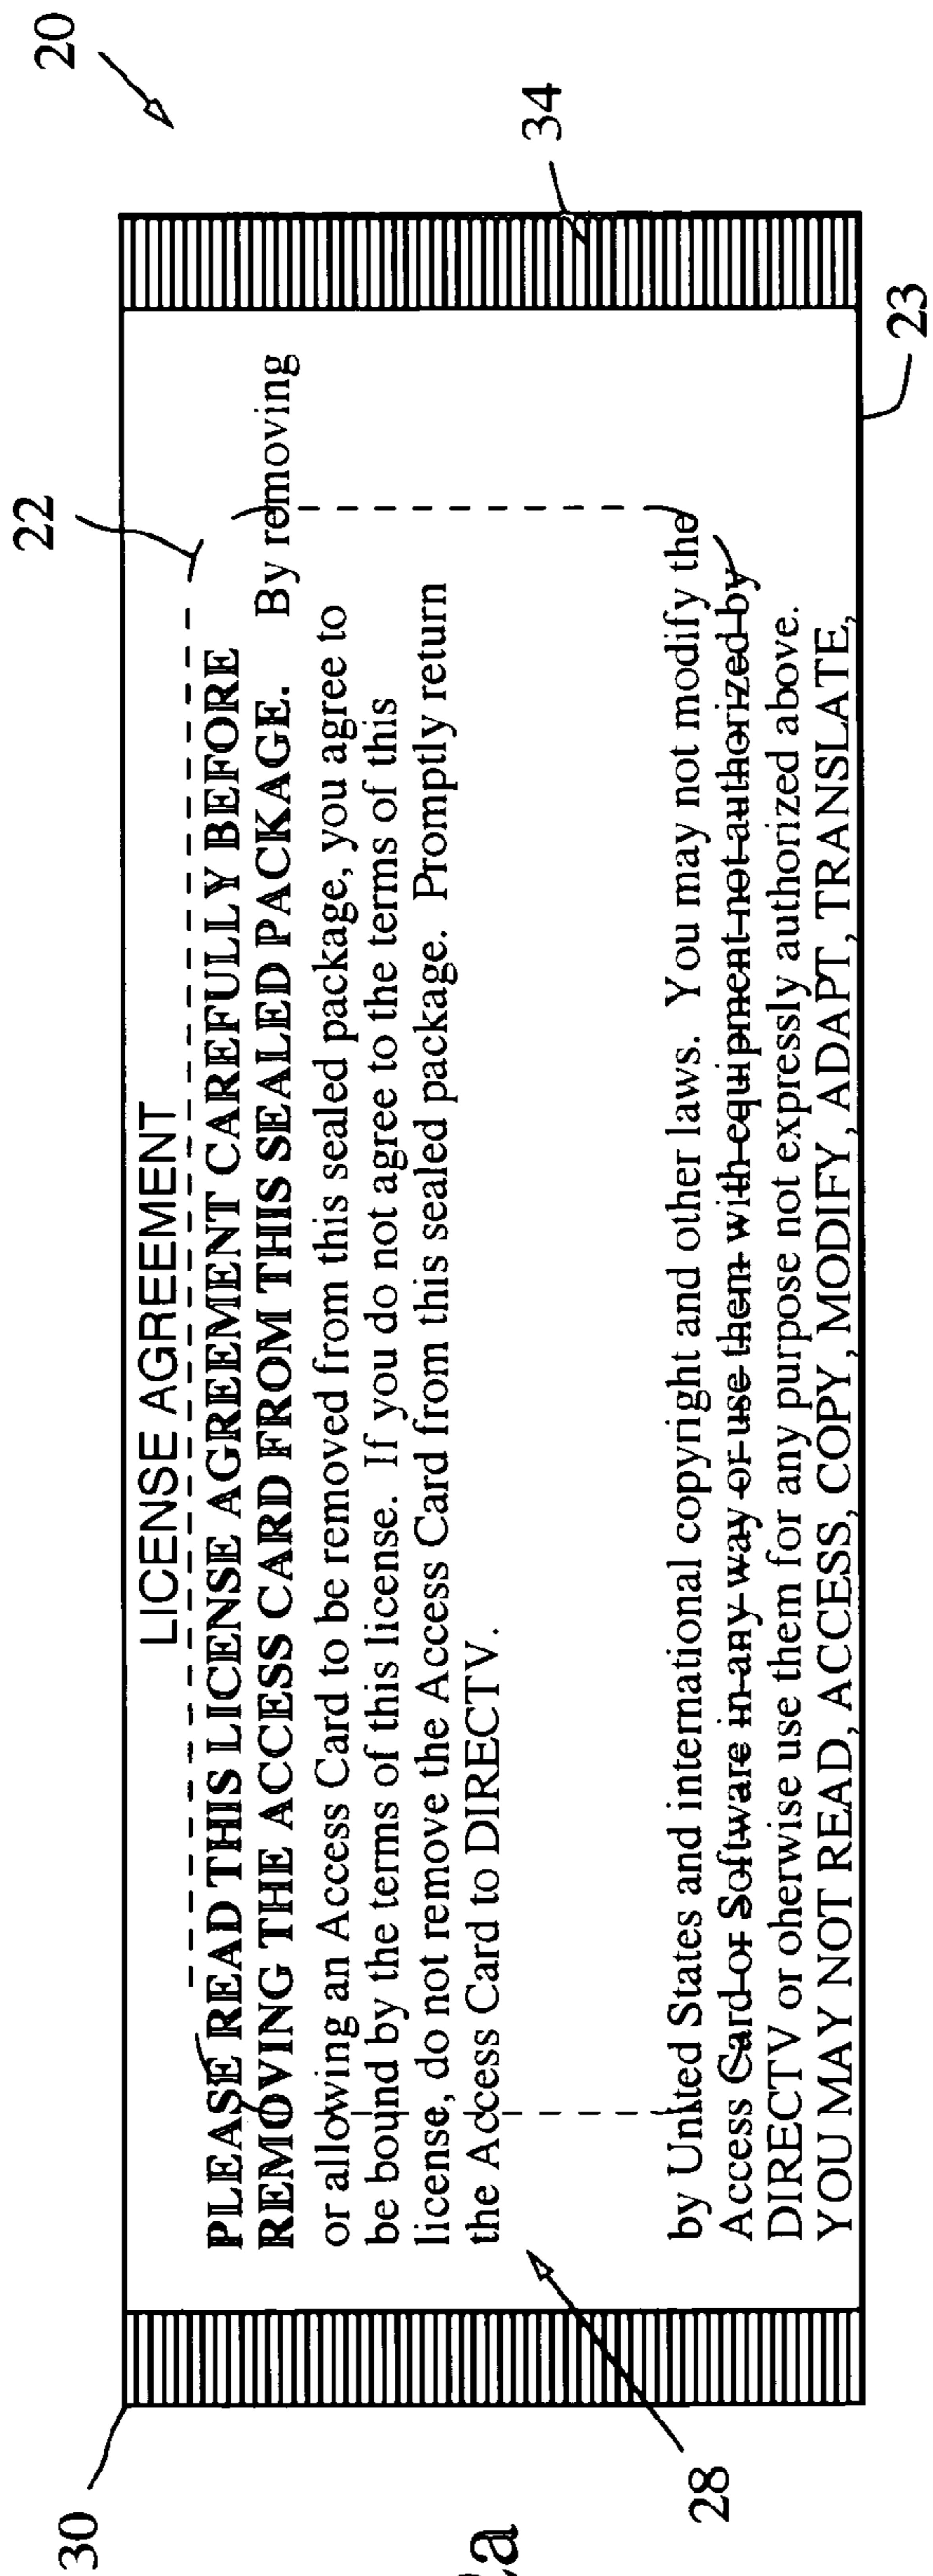 20
22
34
30
LICENSE AGREEMENT
PLEASE READ THIS LICENSE AGREEMENT CAREFULLY BEFORE
REMOVING THE ACCESS CARD FROM THIS SEALED PACKAGE. By removing
or allowing an Access Card to be removed from this sealed package, you agree to
be bound by the terms of this license. If you do not agree to the terms of this
license, do not remove the Access Card from this sealed package. Promptly return
the Access Card to DIRECTV.
by United States and international copyright and other laws. You may not modify the
Access Card or Software in any way or use them with equipment not authorized by
DIRECTV or oherwise use them for any purpose not expressly authorized above.
YOU MAY NOT READ, ACCESS, COPY, MODIFY, ADAPT, TRANSLATE,
28
23